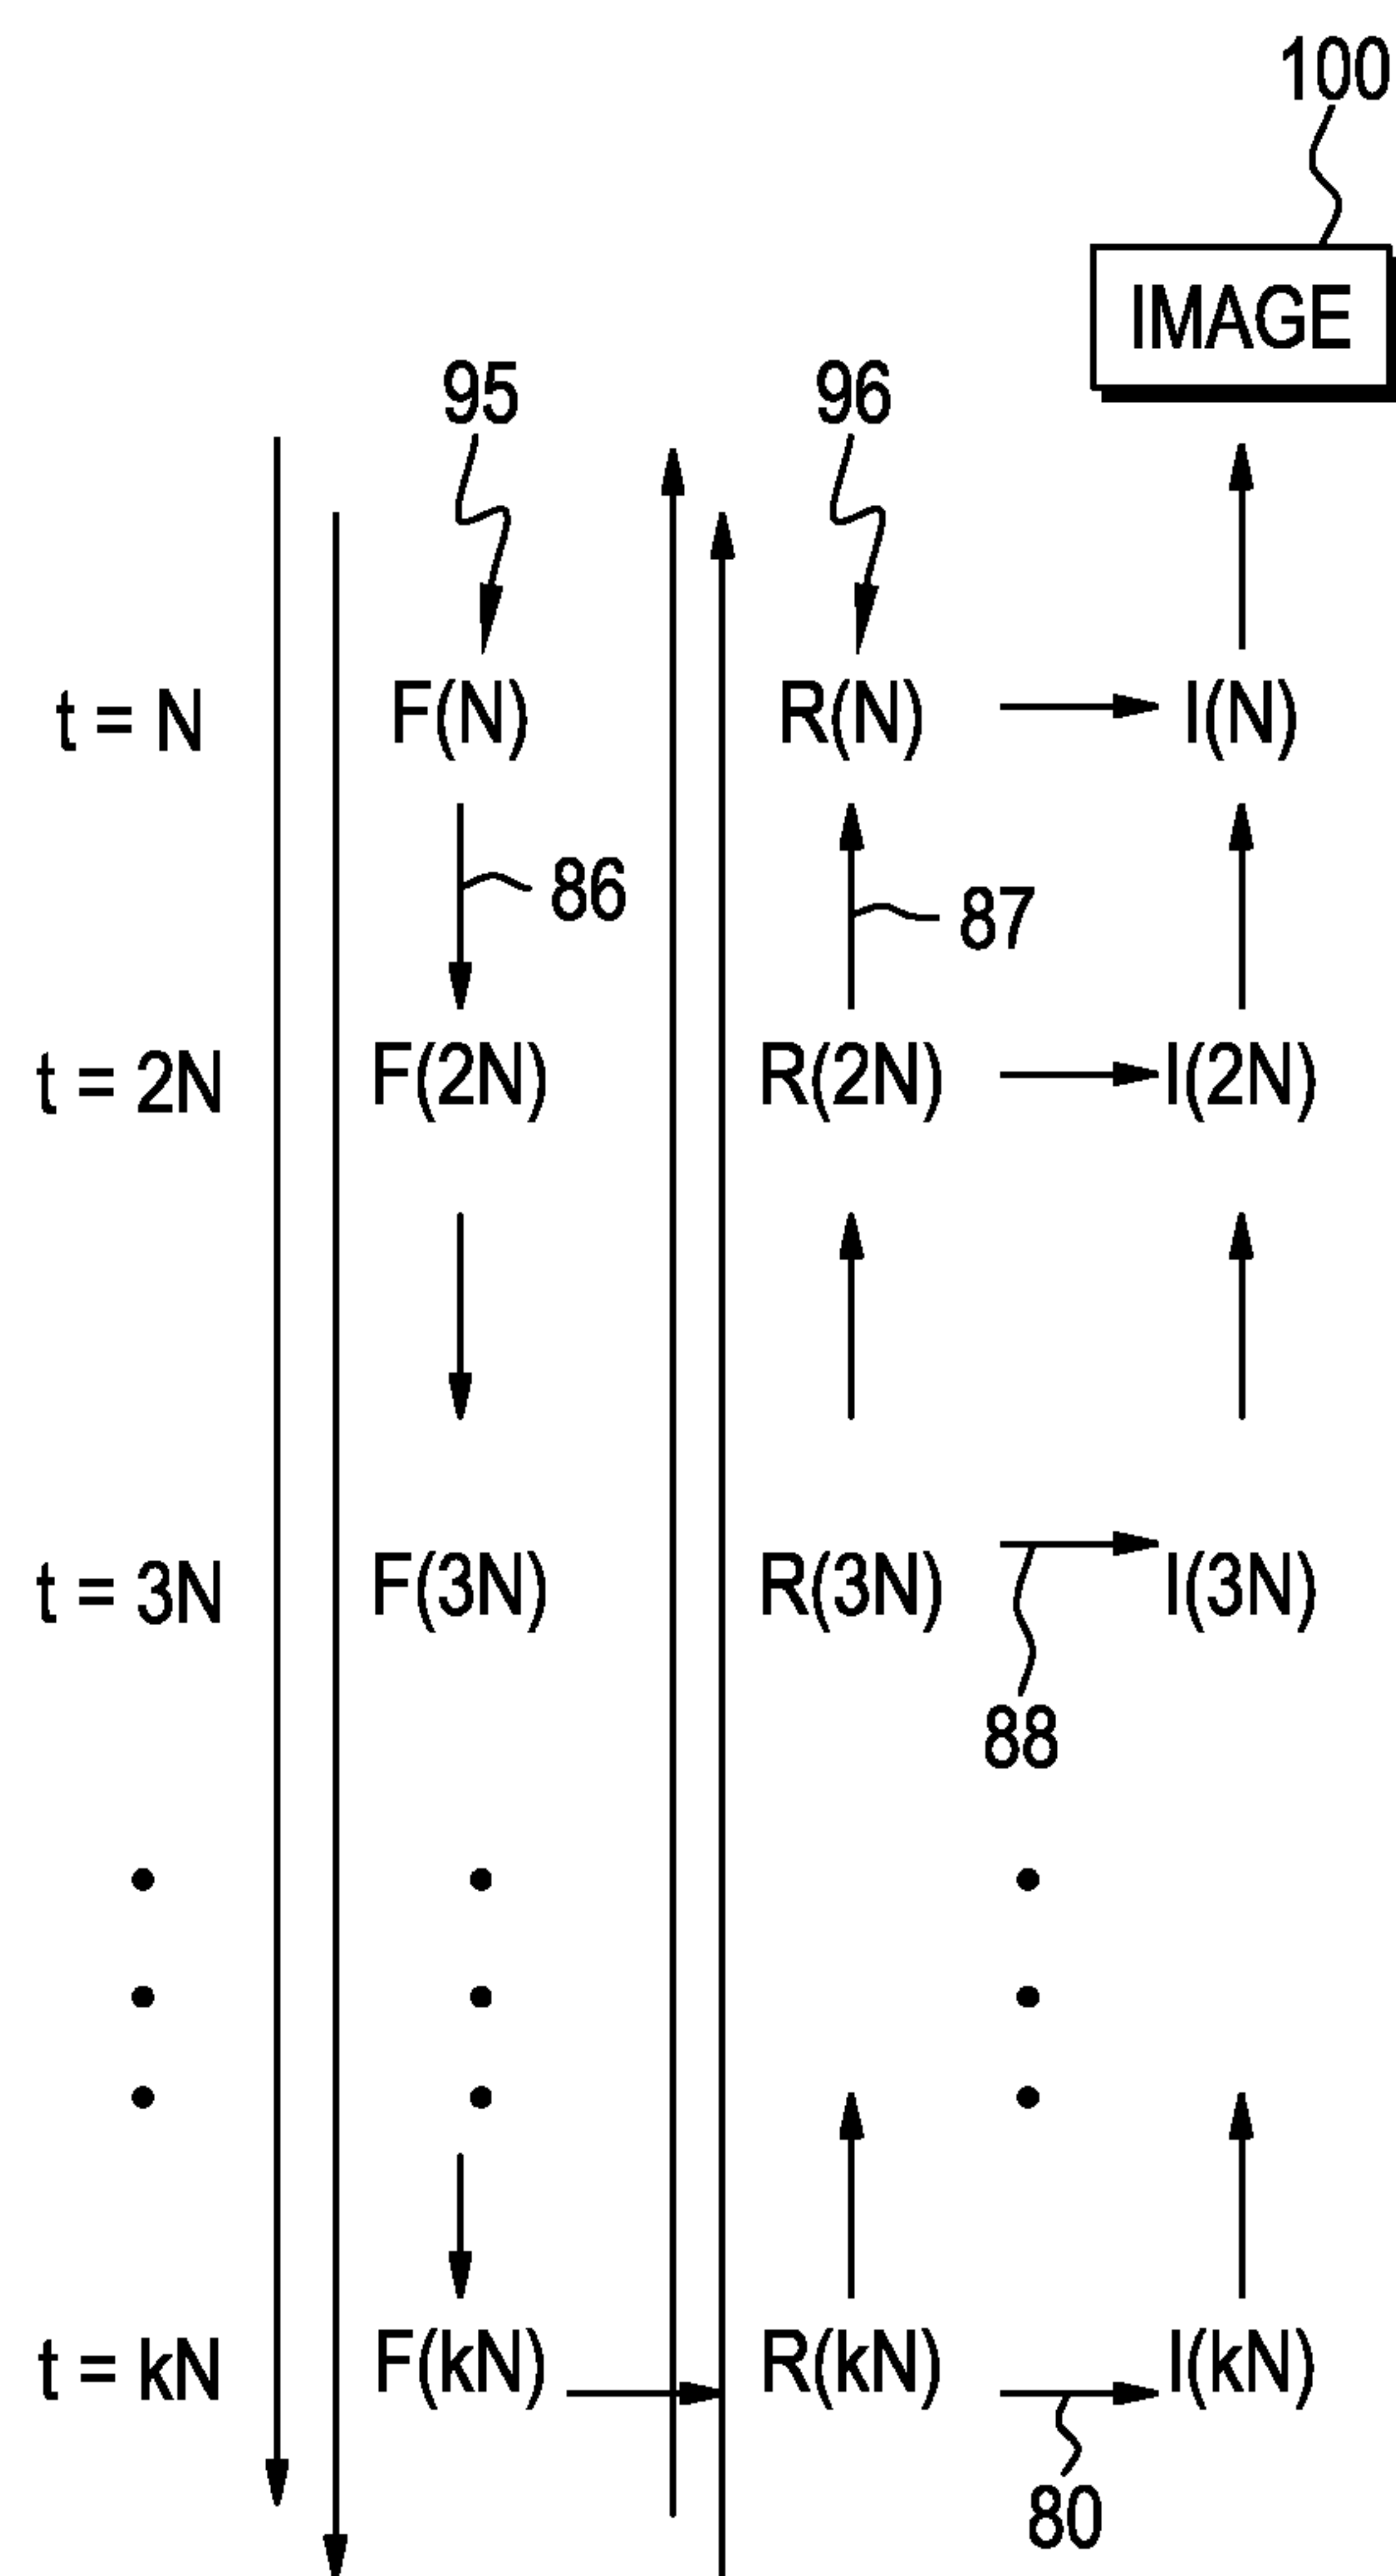 100
IMAGE
95 96
t = N F(N) R(N) I(N)
86 87
t = 2N F(2N) R(2N) I(2N)
t = 3N F(3N) R(3N) I(3N)
88
t = kN F(kN) R(kN) I(kN)
80